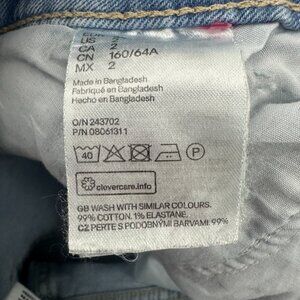 US 2
CA 2
CN 160/64A
MX 2
Made in Bangladesh
Fabriqué en Bangladesh
Hecho en Bangladesh
O/N 243702
P/N 08061311
40
P
clevercare.info
GB WASH WITH SIMILAR COLOURS.
99% COTTON. 1% ELASTANE.
CZ PERTE S PODOBNÝMI BARVAMI. 99%